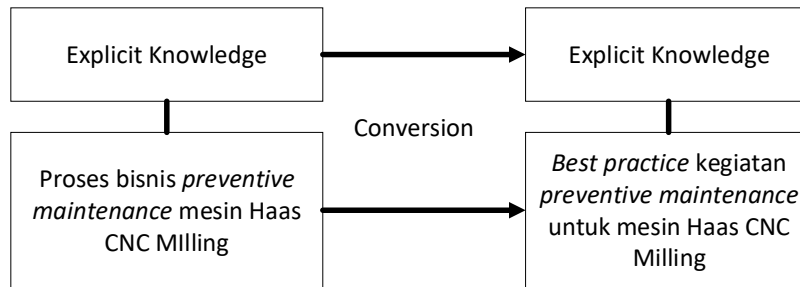 Explicit Knowledge
Explicit Knowledge
Conversion
Proses bisnis preventive
maintenance mesin Haas
CNC MIlling
Best practice kegiatan
preventive maintenance
untuk mesin Haas CNC
Milling